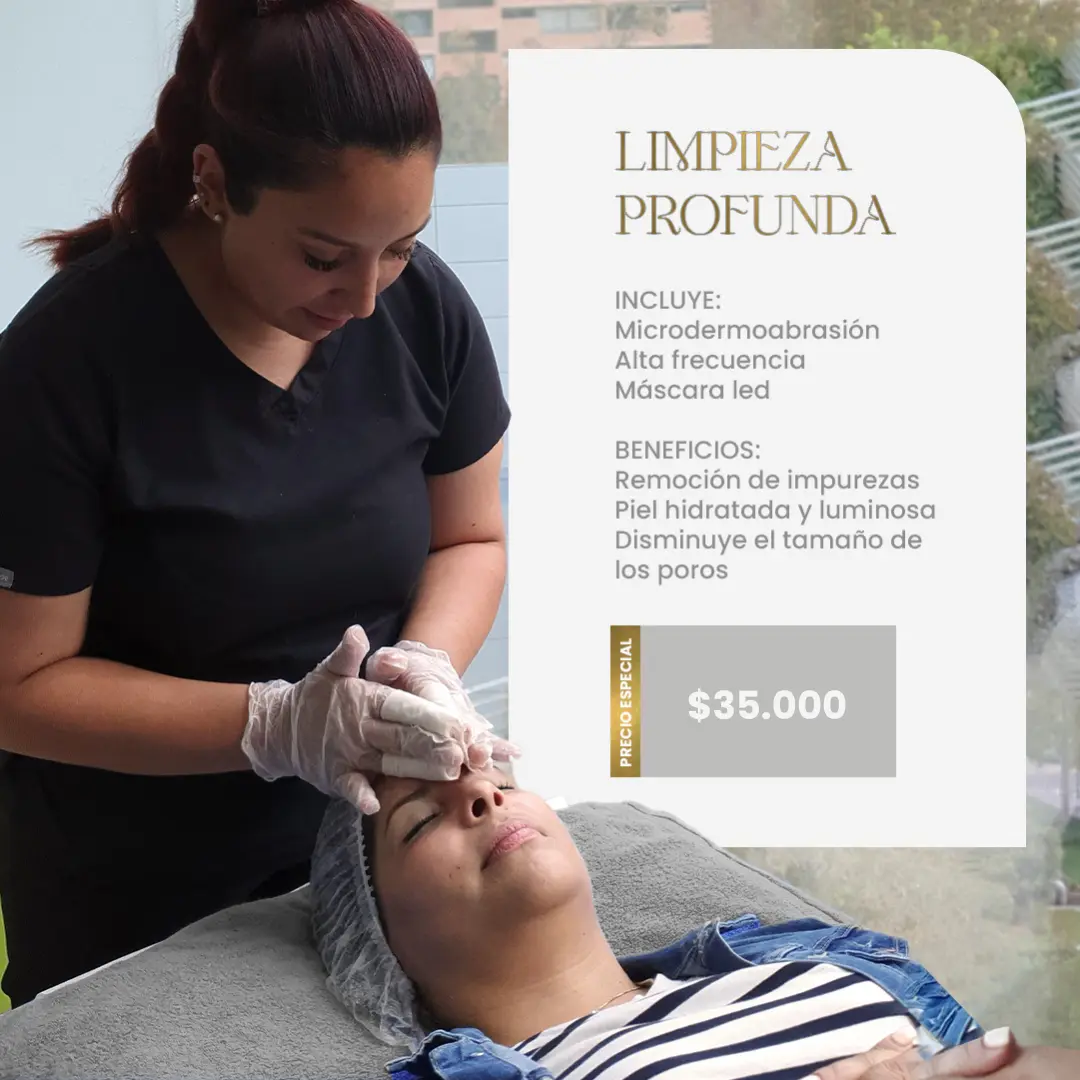 LIMPIEZA
PROFUNDA
INCLUYE:
Microdermoabrasión
Alta frecuencia
Máscara led
BENEFICIOS:
Remoción de impurezas
Piel hidratada y luminosa
Disminuye el tamaño de
los poros
PRECIO ESPECIAL
$35.000